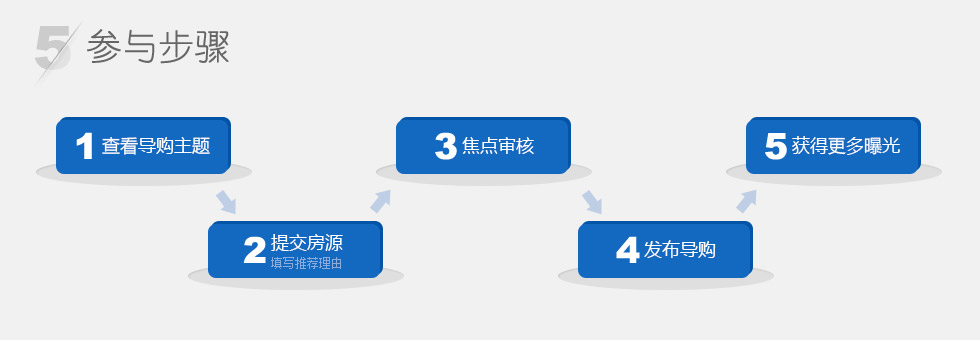 5 参与步骤
1 查看导购主题
2 提交房源
填写推荐理由
3 焦点审核
4 发布导购
5 获得更多曝光